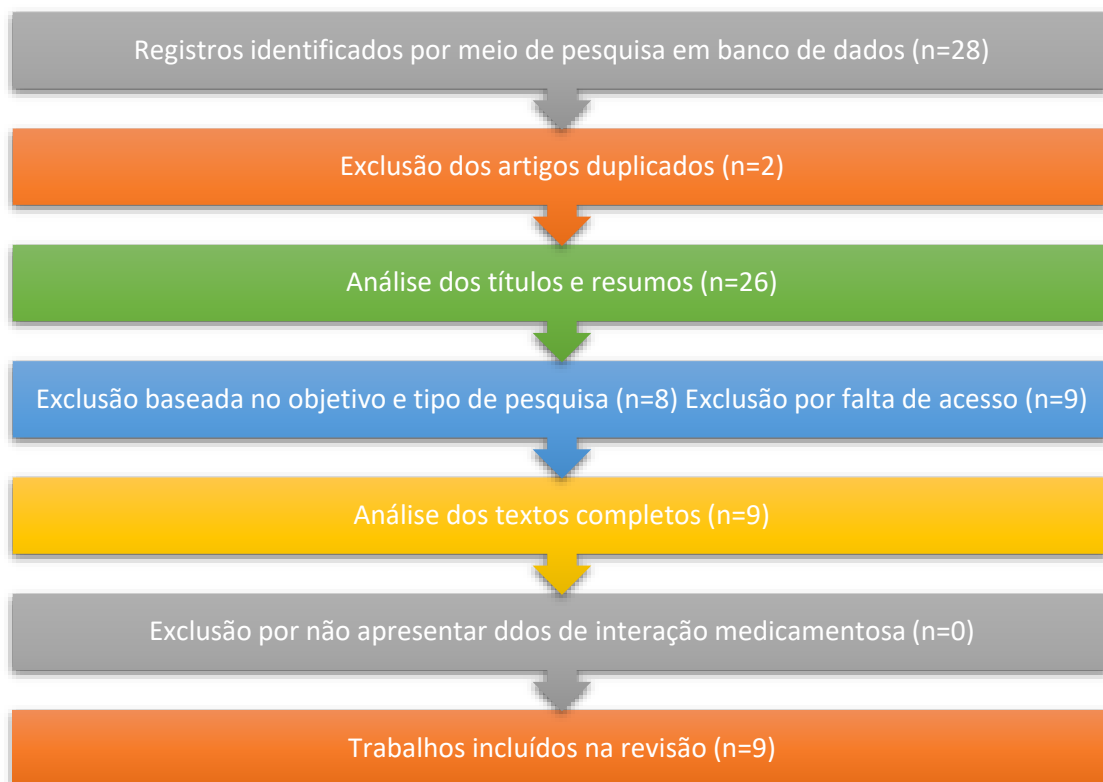 Registros identificados por meio de pesquisa em banco de dados (n=28)
Exclusão dos artigos duplicados (n=2)
Análise dos títulos e resumos (n=26)
Exclusão baseada no objetivo e tipo de pesquisa (n=8) Exclusão por falta de acesso (n=9)
Análise dos textos completos (n=9)
Exclusão por não apresentar ddos de interação medicamentosa (n=0)
Trabalhos incluídos na revisão (n=9)